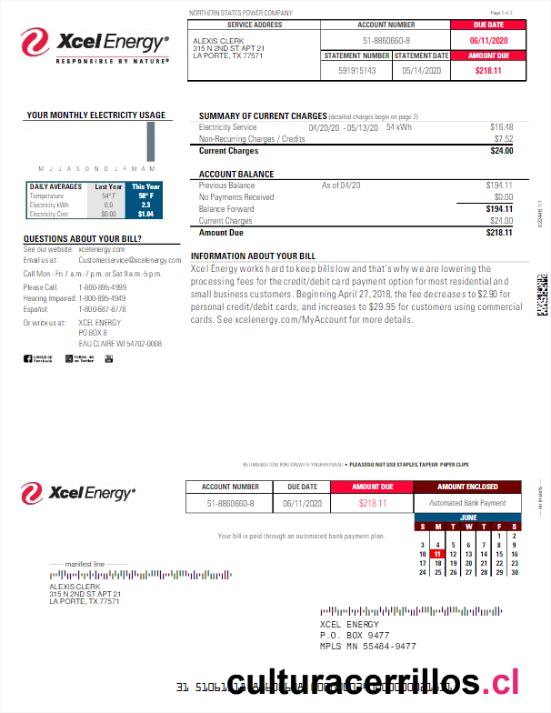 NORTHERN STATES POWER COMPANY
Page 1 of 2
XcelEnergy®
RESPONSIBLE BY NATURE®
SERVICE ADDRESS
ACCOUNT NUMBER
DUE DATE
ALEXIS CLERK
315 N 2ND ST APT 21
LA PORTE, TX 77571
51-8860660-8
06/11/2020
STATEMENT NUMBER
STATEMENT DATE
AMOUNT DUE
591915143
05/14/2020
$218.11
YOUR MONTHLY ELECTRICITY USAGE
M J J A S O N D J F M A M
DAILY AVERAGES Last Year This Year
Temperature 54° F 58° F
Electricity kWh 0.0 2.3
Electricity Cost $0.00 $1.04
QUESTIONS ABOUT YOUR BILL?
See our website: xcelenergy.com
Email us at: Customerservice@xcelenergy.com
Call Mon - Fri 7 a.m.-7 p.m. or Sat 9 a.m.-5 p.m.
Please Call: 1-800-895-4999
Hearing Impaired: 1-800-895-4949
Español: 1-800-687-8778
Or write us at: XCEL ENERGY
PO BOX 8
EAU CLAIRE WI 54702-0008
SUMMARY OF CURRENT CHARGES (detailed charges begin on page 2)
Electricity Service 04/20/20 - 05/13/20 54 kWh $16.48
Non-Recurring Charges / Credits $7.52
Current Charges $24.00
ACCOUNT BALANCE
Previous Balance As of 04/20 $194.11
No Payments Received $0.00
Balance Forward $194.11
Current Charges $24.00
Amount Due $218.11
INFORMATION ABOUT YOUR BILL
Xcel Energy works hard to keep bills low and that's why we are lowering the
processing fees for the credit/debit card payment option for most residential and
small business customers. Beginning April 27, 2018, the fee decreases to $2.90 for
personal credit/debit cards, and increases to $29.95 for customers using commercial
cards. See xcelenergy.com/MyAccount for more details.
RETURN BOTTOM PORTION WITH YOUR PAYMENT • PLEASE DO NOT USE STAPLES, TAPE OR PAPER CLIPS
XcelEnergy®
ACCOUNT NUMBER
DUE DATE
AMOUNT DUE
AMOUNT ENCLOSED
51-8860660-8
06/11/2020
$218.11
Automated Bank Payment
Your bill is paid through an automated bank payment plan.
JUNE
S M T W T F S
1 2
3 4 5 6 7 8 9
10 11 12 13 14 15 16
17 18 19 20 21 22 23
24 25 26 27 28 29 30
manifest line
ALEXIS CLERK
315 N 2ND ST APT 21
LA PORTE, TX 77571
XCEL ENERGY
P.O. BOX 9477
MPLS MN 55484-9477
culturacerrillos.cl